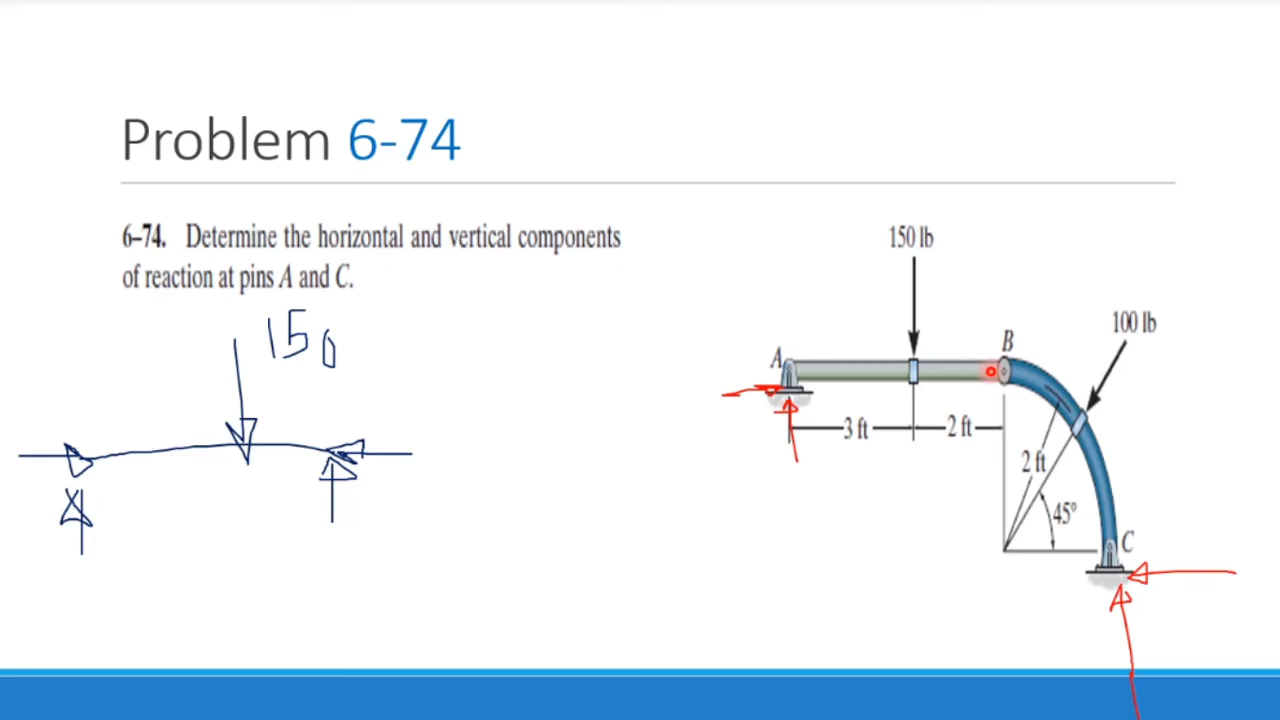 Problem 6-74
6–74. Determine the horizontal and vertical components
of reaction at pins A and C.
150
150 lb
100 lb
A
B
3 ft
2 ft
2 ft
45°
C